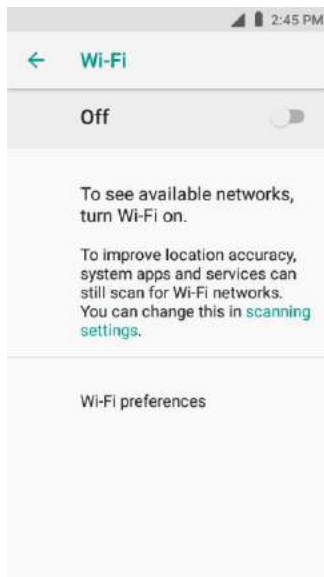 2:45 PM
Wi-Fi
Off
To see available networks,
turn Wi-Fi on.
To improve location accuracy,
system apps and services can
still scan for Wi-Fi networks.
You can change this in scanning
settings.
Wi-Fi preferences